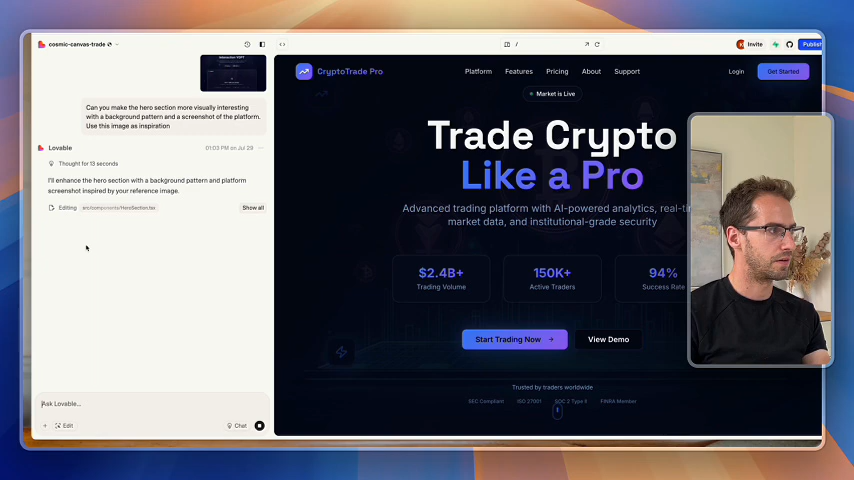 cosmic-canvas-trade
Invite
Publish
Can you make the hero section more visually interesting
with a background pattern and a screenshot of the platform.
Use this image as inspiration
Lovable
01:03 PM on Jul 29
Thought for 13 seconds
I'll enhance the hero section with a background pattern and platform
screenshot inspired by your reference image.
Editing src/components/HeroSection.tsx
Show all
Ask Lovable...
Edit
Chat
/
CryptoTrade Pro
Platform Features Pricing About Support
Login
Get Started
Market is Live
Trade Crypto
Like a Pro
Advanced trading platform with AI-powered analytics,
market data, and institutional-grade security
$2.4B+
Trading Volume
150K+
Active Traders
94%
Success Rate
Start Trading Now
View Demo
Trusted by traders worldwide
SEC Compliant ISO 27001 SOC 2 Type II FINRA Member